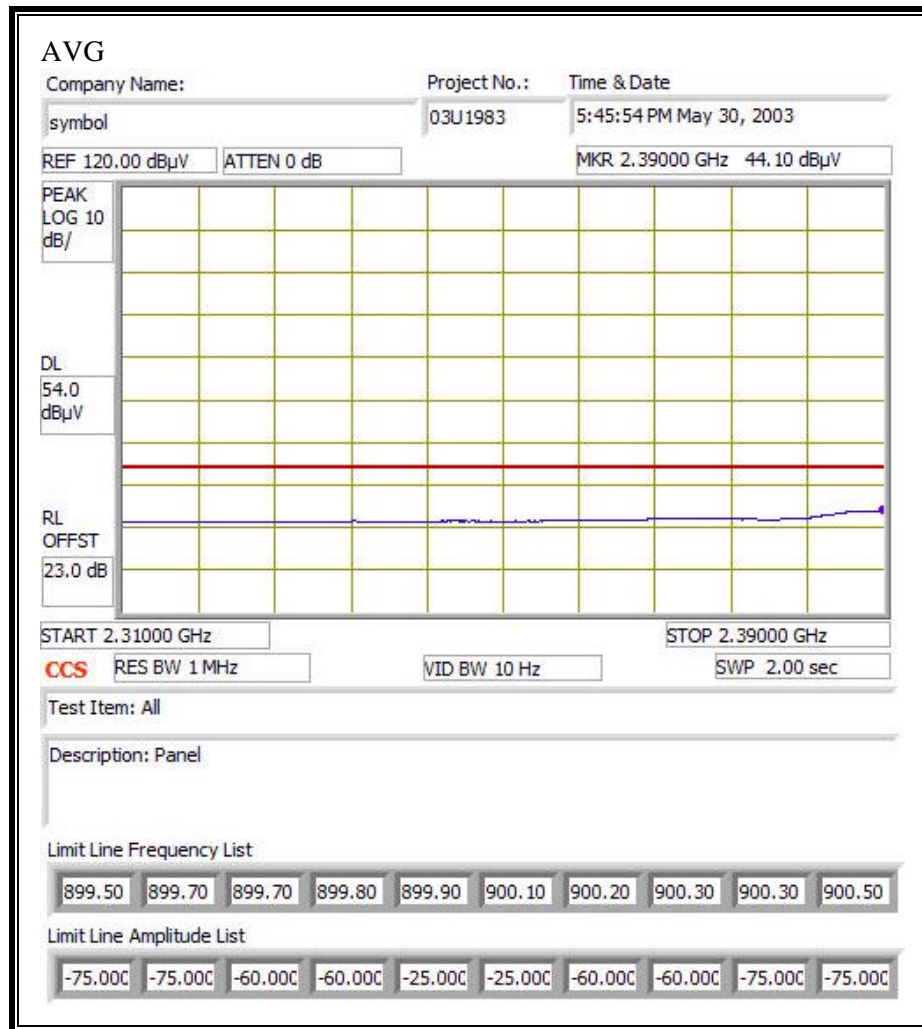 AVG
Company Name: Project No.: Time & Date
symbol 03U1983 5:45:54 PM May 30, 2003
REF 120.00 dBµV ATTEN 0 dB MKR 2.39000 GHz 44.10 dBµV
PEAK
LOG 10
dB/
DL
54.0
dBµV
RL
OFFST
23.0 dB
START 2.31000 GHz STOP 2.39000 GHz
CCS RES BW 1 MHz VID BW 10 Hz SWP 2.00 sec
Test Item: All
Description: Panel
Limit Line Frequency List
899.50 899.70 899.70 899.80 899.90 900.10 900.20 900.30 900.30 900.50
Limit Line Amplitude List
-75.000 -75.000 -60.000 -60.000 -25.000 -25.000 -60.000 -60.000 -75.000 -75.000